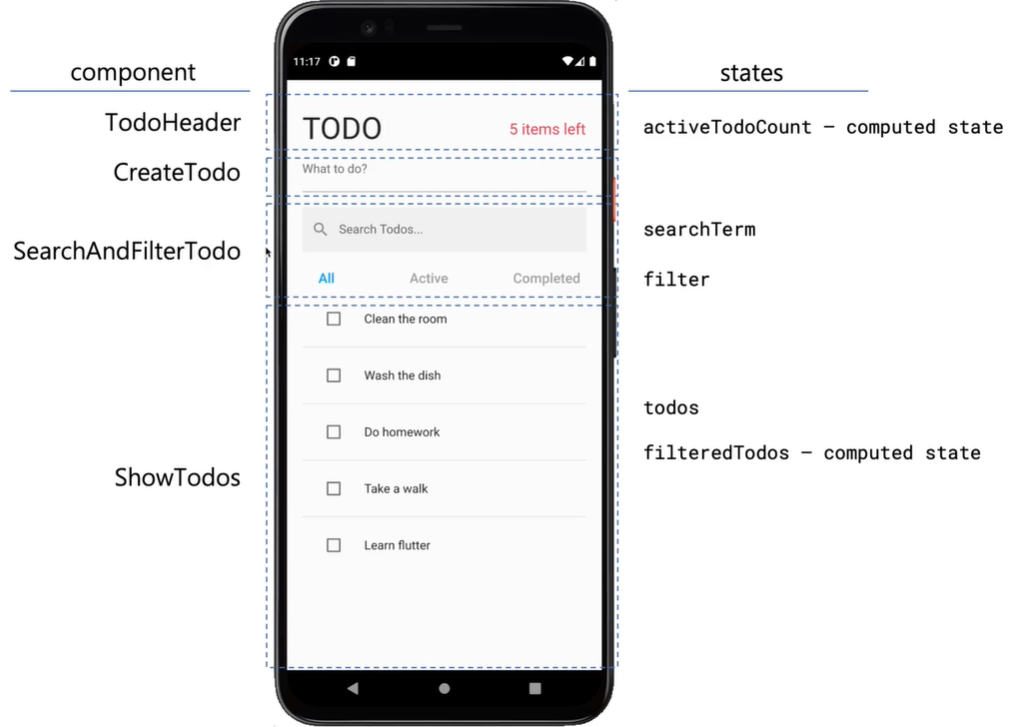 component
states
11:17
TodoHeader
TODO
5 items left
activeTodoCount – computed state
CreateTodo
What to do?
SearchAndFilterTodo
Search Todos...
searchTerm
All
Active
Completed
filter
Clean the room
Wash the dish
todos
Do homework
filteredTodos – computed state
ShowTodos
Take a walk
Learn flutter